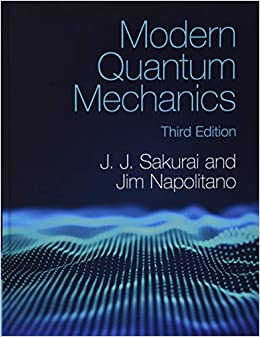 Modern
Quantum
Mechanics
Third Edition
J. J. Sakurai and
Jim Napolitano